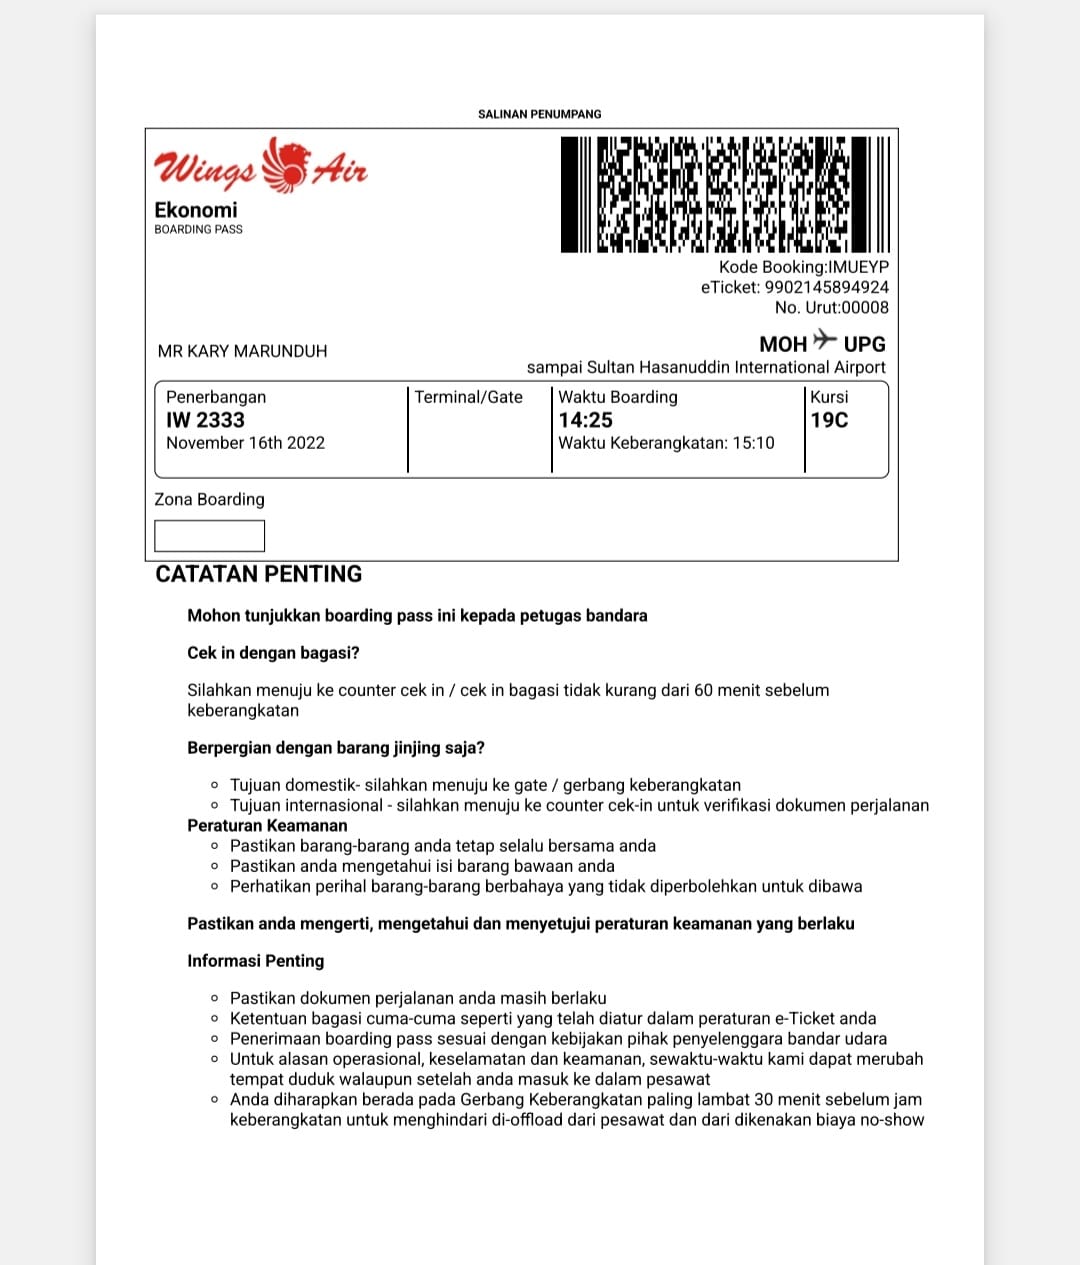 SALINAN PENUMPANG
Wings Air
Ekonomi
BOARDING PASS
Kode Booking:IMUEYP
eTicket: 9902145894924
No. Urut:00008
MR KARY MARUNDUH
MOH UPG
sampai Sultan Hasanuddin International Airport
Penerbangan
IW 2333
November 16th 2022
Terminal/Gate
Waktu Boarding
14:25
Waktu Keberangkatan: 15:10
Kursi
19C
Zona Boarding
CATATAN PENTING
Mohon tunjukkan boarding pass ini kepada petugas bandara
Cek in dengan bagasi?
Silahkan menuju ke counter cek in / cek in bagasi tidak kurang dari 60 menit sebelum
keberangkatan
Berpergian dengan barang jinjing saja?
Tujuan domestik- silahkan menuju ke gate / gerbang keberangkatan
Tujuan internasional - silahkan menuju ke counter cek-in untuk verifikasi dokumen perjalanan
Peraturan Keamanan
Pastikan barang-barang anda tetap selalu bersama anda
Pastikan anda mengetahui isi barang bawaan anda
Perhatikan perihal barang-barang berbahaya yang tidak diperbolehkan untuk dibawa
Pastikan anda mengerti, mengetahui dan menyetujui peraturan keamanan yang berlaku
Informasi Penting
Pastikan dokumen perjalanan anda masih berlaku
Ketentuan bagasi cuma-cuma seperti yang telah diatur dalam peraturan e-Ticket anda
Penerimaan boarding pass sesuai dengan kebijakan pihak penyelenggara bandar udara
Untuk alasan operasional, keselamatan dan keamanan, sewaktu-waktu kami dapat merubah
tempat duduk walaupun setelah anda masuk ke dalam pesawat
Anda diharapkan berada pada Gerbang Keberangkatan paling lambat 30 menit sebelum jam
keberangkatan untuk menghindari di-offload dari pesawat dan dari dikenakan biaya no-show